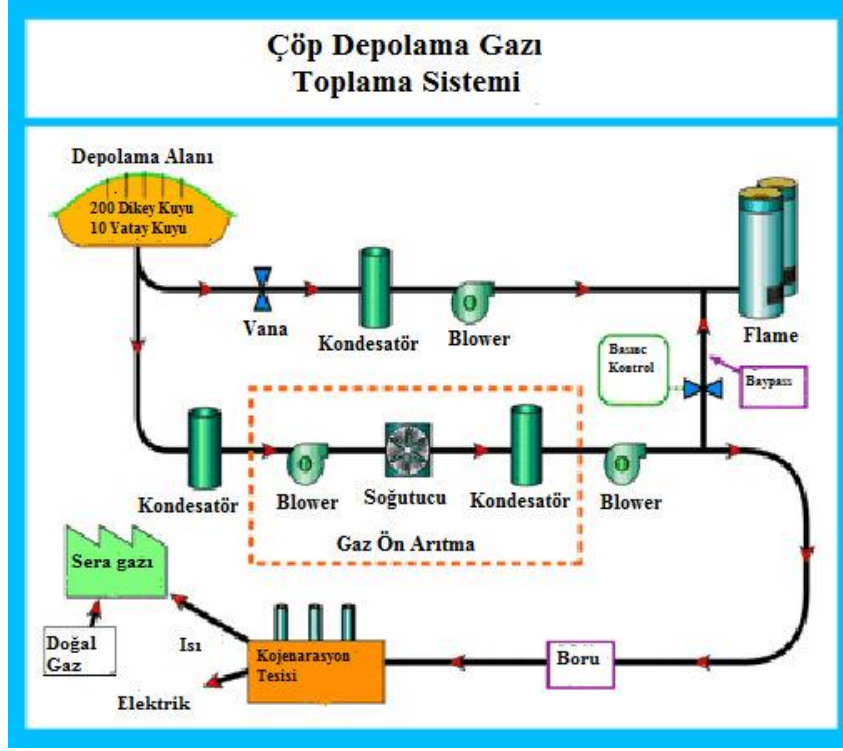 Çöp Depolama Gazı
Toplama Sistemi
Depolama Alanı
200 Dikey Kuyu
10 Yatay Kuyu
Vana
Kondesatör
Blower
Flame
Basınc
Kontrol
Baypass
Kondesatör
Blower
Soğutucu
Kondesatör
Blower
Gaz Ön Arıtma
Sera gazı
Doğal
Gaz
Isı
Elektrik
Kojenarasyon
Tesisi
Boru